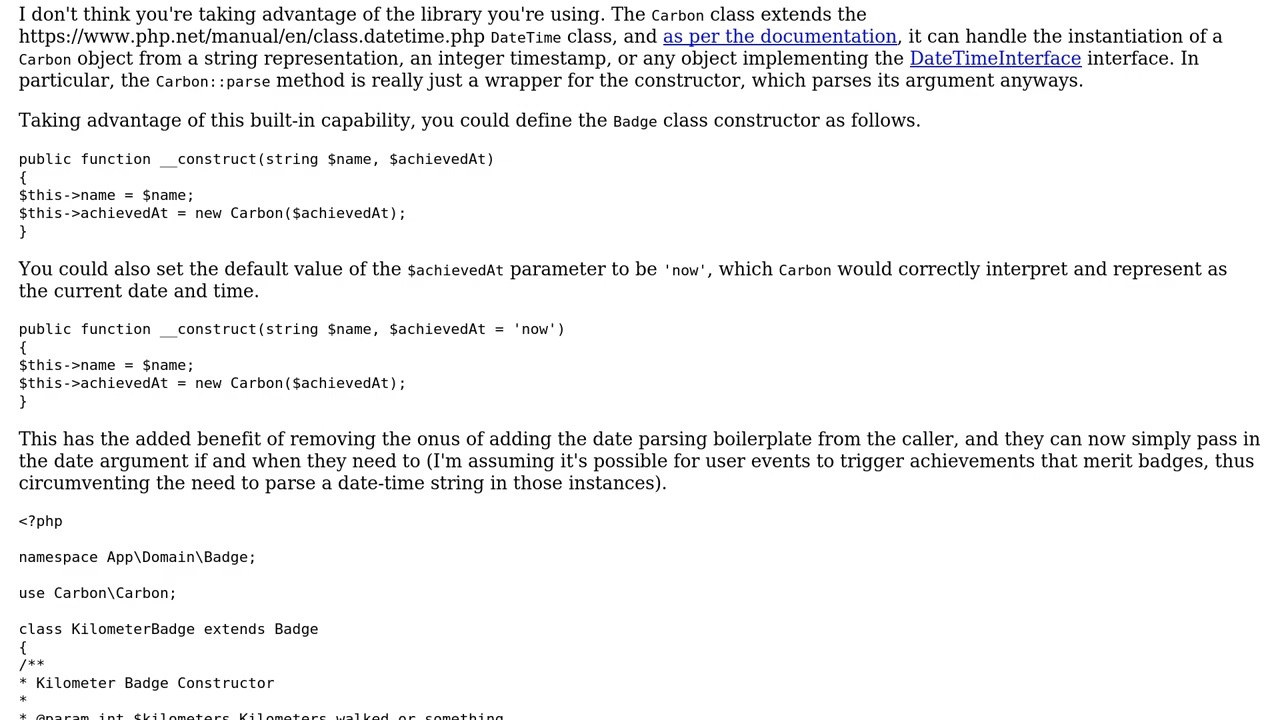 I don't think you're taking advantage of the library you're using. The Carbon class extends the
https://www.php.net/manual/en/class.datetime.php DateTime class, and as per the documentation, it can handle the instantiation of a
Carbon object from a string representation, an integer timestamp, or any object implementing the DateTimeInterface interface. In
particular, the Carbon::parse method is really just a wrapper for the constructor, which parses its argument anyways.
Taking advantage of this built-in capability, you could define the Badge class constructor as follows.
public function __construct(string $name, $achievedAt)
{
$this->name = $name;
$this->achievedAt = new Carbon($achievedAt);
}
You could also set the default value of the $achievedAt parameter to be 'now', which Carbon would correctly interpret and represent as
the current date and time.
public function __construct(string $name, $achievedAt = 'now')
{
$this->name = $name;
$this->achievedAt = new Carbon($achievedAt);
}
This has the added benefit of removing the onus of adding the date parsing boilerplate from the caller, and they can now simply pass in
the date argument if and when they need to (I'm assuming it's possible for user events to trigger achievements that merit badges, thus
circumventing the need to parse a date-time string in those instances).
<?php
namespace App\Domain\Badge;
use Carbon\Carbon;
class KilometerBadge extends Badge
{
/**
* Kilometer Badge Constructor
*
* @param int $kilometers Kilometers walked or something